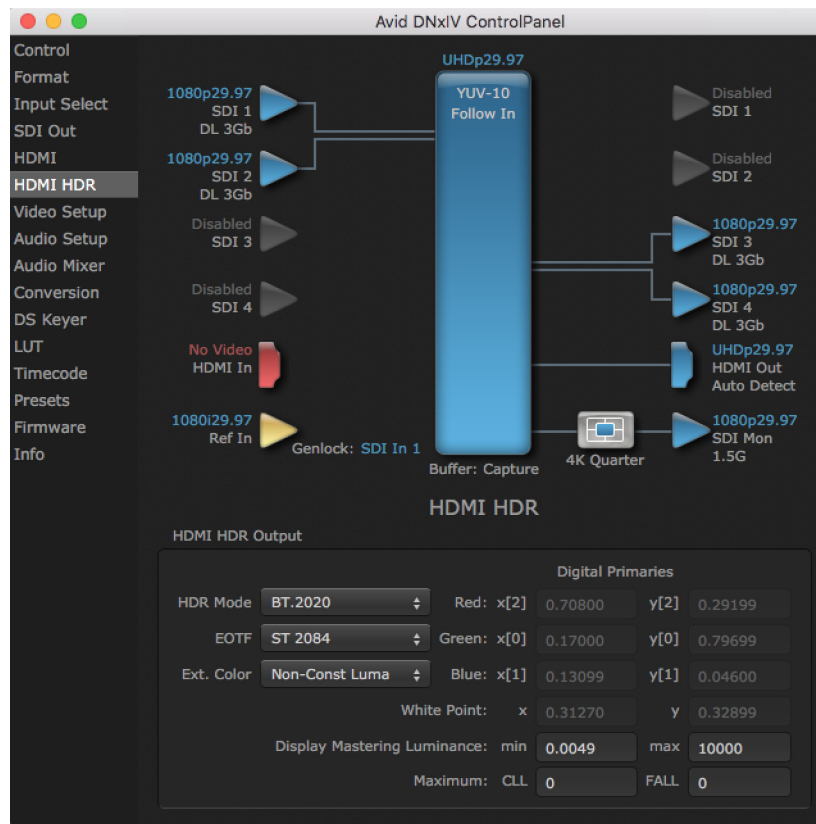 Avid DNxIV ControlPanel
Control
Format
Input Select
SDI Out
HDMI
HDMI HDR
Video Setup
Audio Setup
Audio Mixer
Conversion
DS Keyer
LUT
Timecode
Presets
Firmware
Info
1080p29.97
SDI 1
DL 3Gb
1080p29.97
SDI 2
DL 3Gb
Disabled
SDI 3
Disabled
SDI 4
No Video
HDMI In
1080i29.97
Ref In
Genlock: SDI In 1
UHDp29.97
YUV-10
Follow In
Buffer: Capture
4K Quarter
Disabled
SDI 1
Disabled
SDI 2
1080p29.97
SDI 3
DL 3Gb
1080p29.97
SDI 4
DL 3Gb
UHDp29.97
HDMI Out
Auto Detect
1080p29.97
SDI Mon
1.5G
HDMI HDR
HDMI HDR Output
Digital Primaries
HDR Mode BT.2020 Red: x[2] 0.70800 y[2] 0.29199
EOTF ST 2084 Green: x[0] 0.17000 y[0] 0.79699
Ext. Color Non-Const Luma Blue: x[1] 0.13099 y[1] 0.04600
White Point: x 0.31270 y 0.32899
Display Mastering Luminance: min 0.0049 max 10000
Maximum: CLL 0 FALL 0